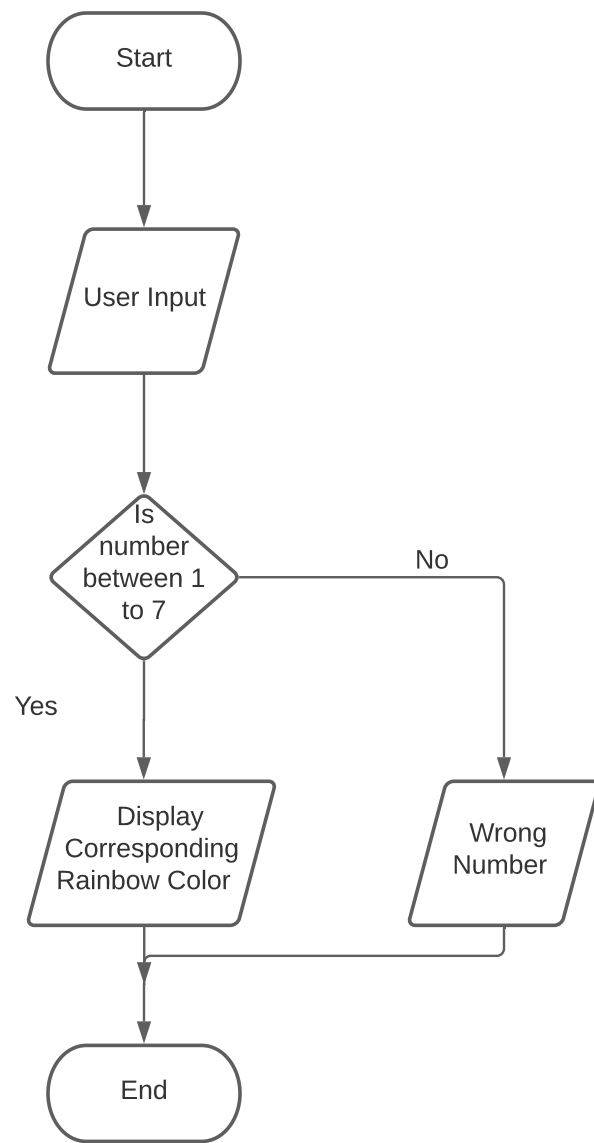 Start
User Input
Is
number
between 1
to 7
No
Yes
Display
Corresponding
Rainbow Color
Wrong
Number
End